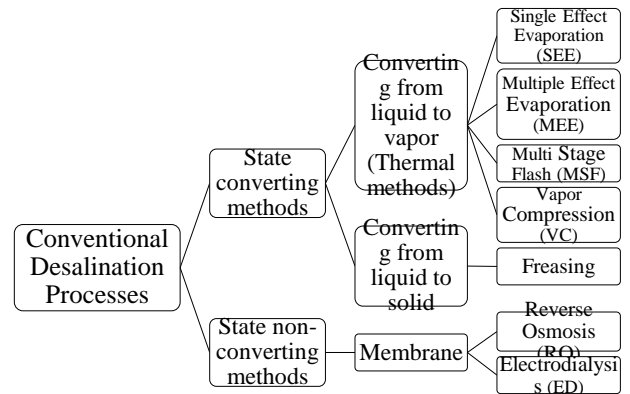 Conventional
Desalination
Processes
State
converting
methods
State non-
converting
methods
Convertin
g from
liquid to
vapor
(Thermal
methods)
Convertin
g from
liquid to
solid
Membrane
Single Effect
Evaporation
(SEE)
Multiple Effect
Evaporation
(MEE)
Multi Stage
Flash (MSF)
Vapor
Compression
(VC)
Freasing
Reverse
Osmosis
(RO)
Electrodialysi
s (ED)